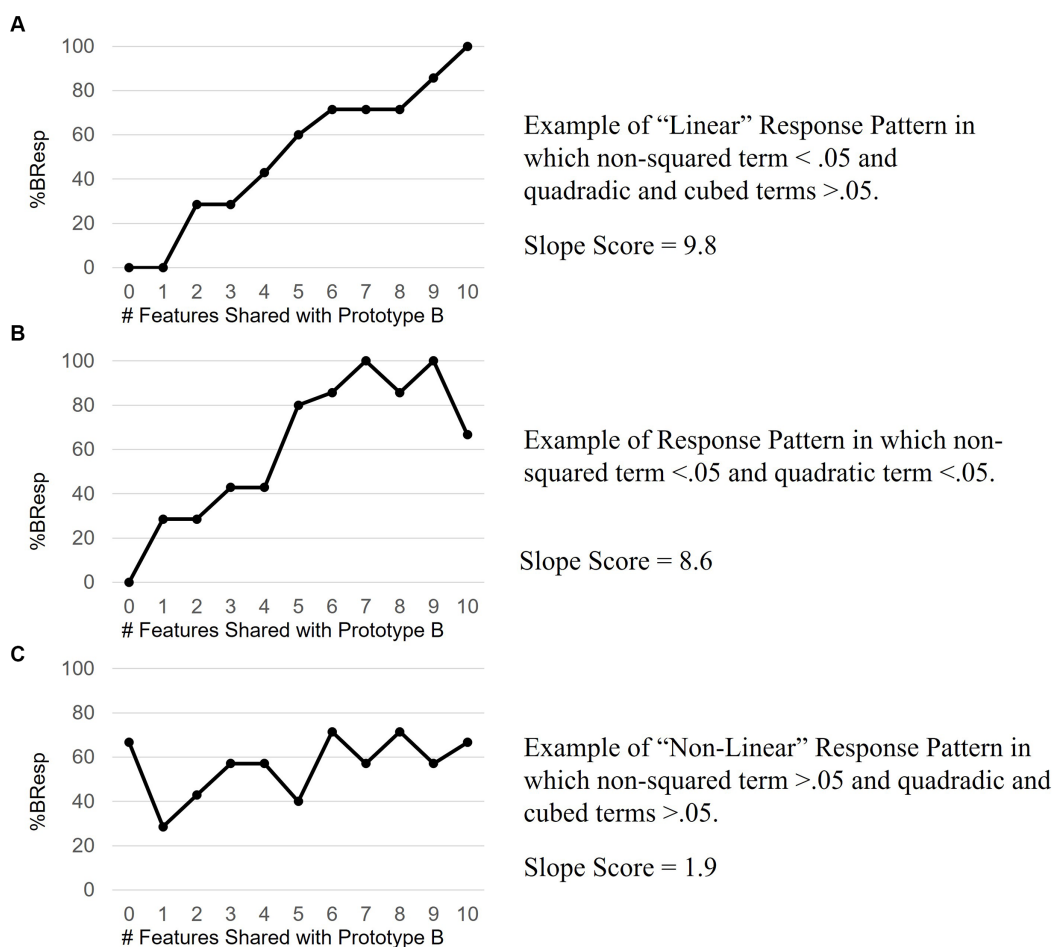 A
100
80
60
40
20
0
%BResp
0 1 2 3 4 5 6 7 8 9 10
# Features Shared with Prototype B
Example of “Linear” Response Pattern in
which non-squared term < .05 and
quadradic and cubed terms >.05.
Slope Score = 9.8
B
100
80
60
40
20
0
%BResp
0 1 2 3 4 5 6 7 8 9 10
# Features Shared with Prototype B
Example of Response Pattern in which non-
squared term <.05 and quadratic term <.05.
Slope Score = 8.6
C
100
80
60
40
20
0
%BResp
0 1 2 3 4 5 6 7 8 9 10
# Features Shared with Prototype B
Example of “Non-Linear” Response Pattern in
which non-squared term >.05 and quadradic and
cubed terms >.05.
Slope Score = 1.9